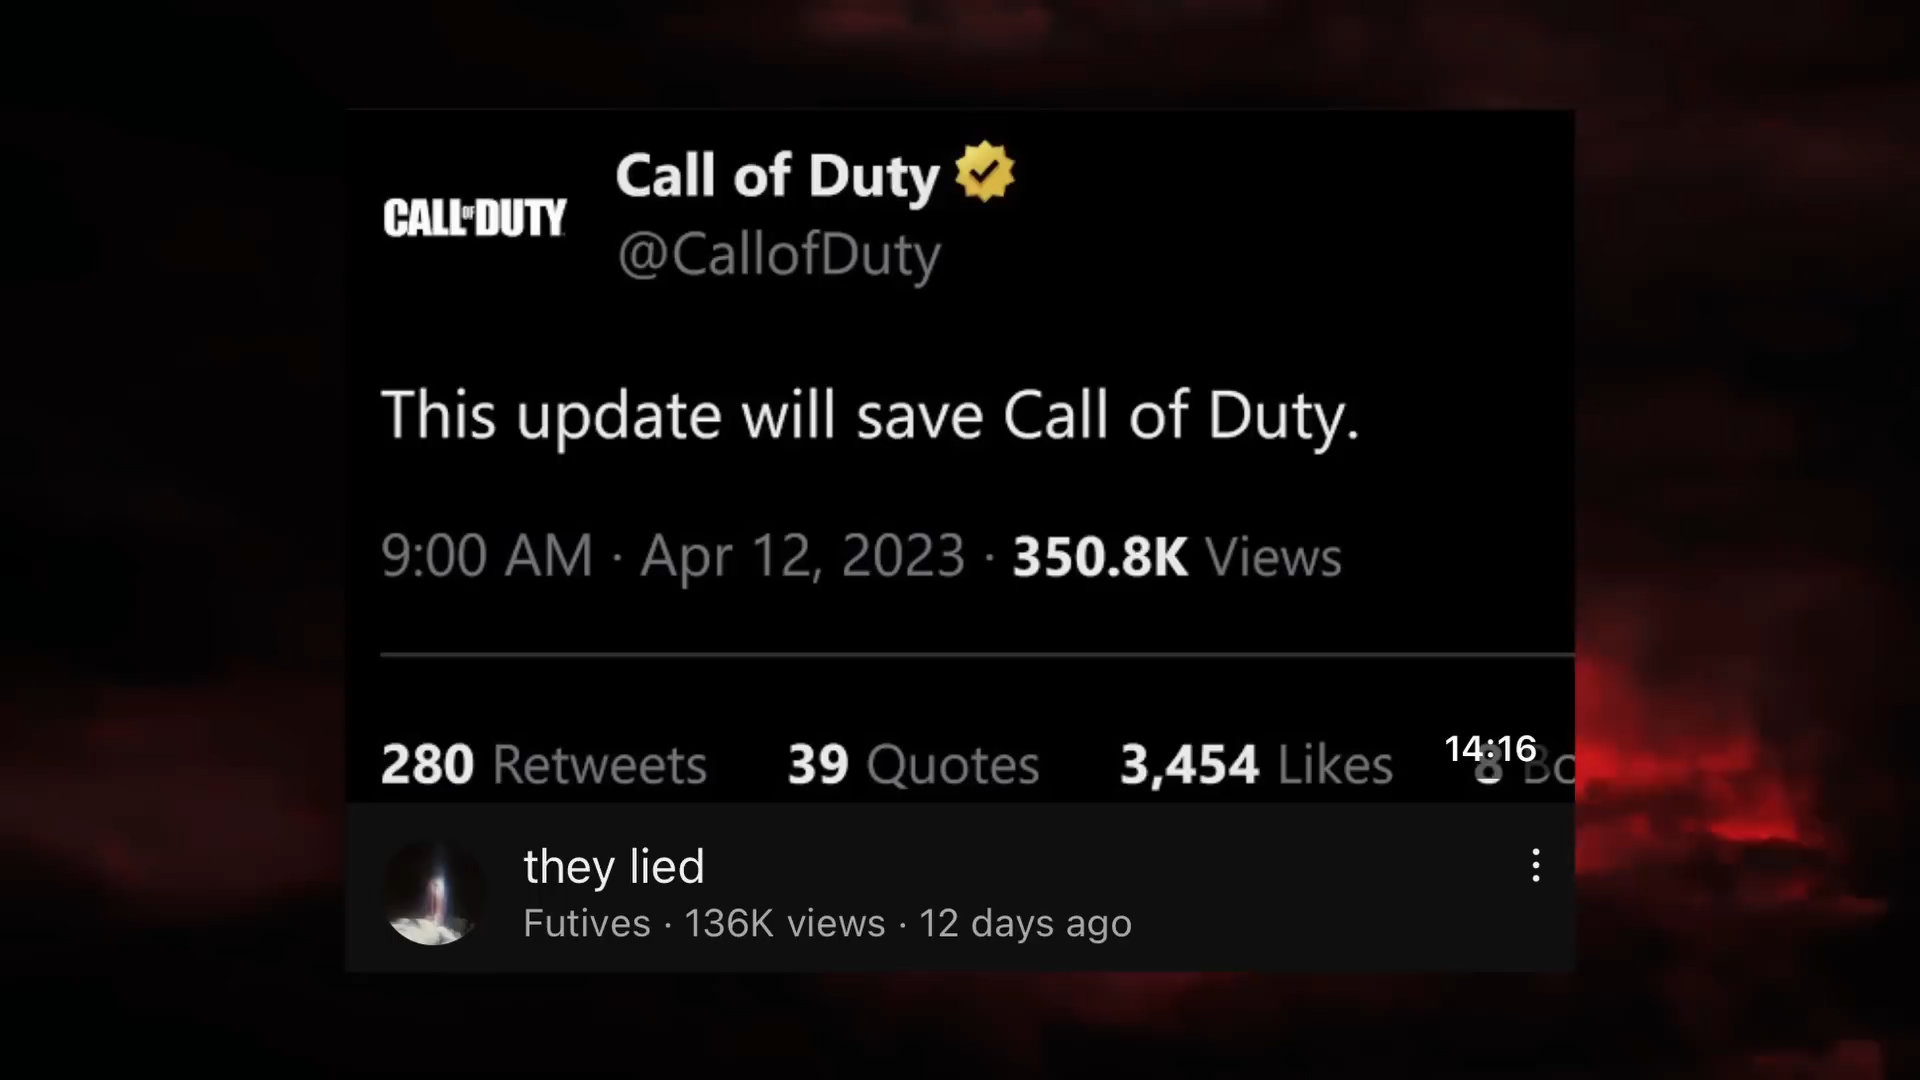 CALL OF DUTY
Call of Duty
@CallofDuty
This update will save Call of Duty.
9:00 AM · Apr 12, 2023 · 350.8K Views
280 Retweets 39 Quotes 3,454 Likes 8 Bo
14:16
they lied
Futives · 136K views · 12 days ago